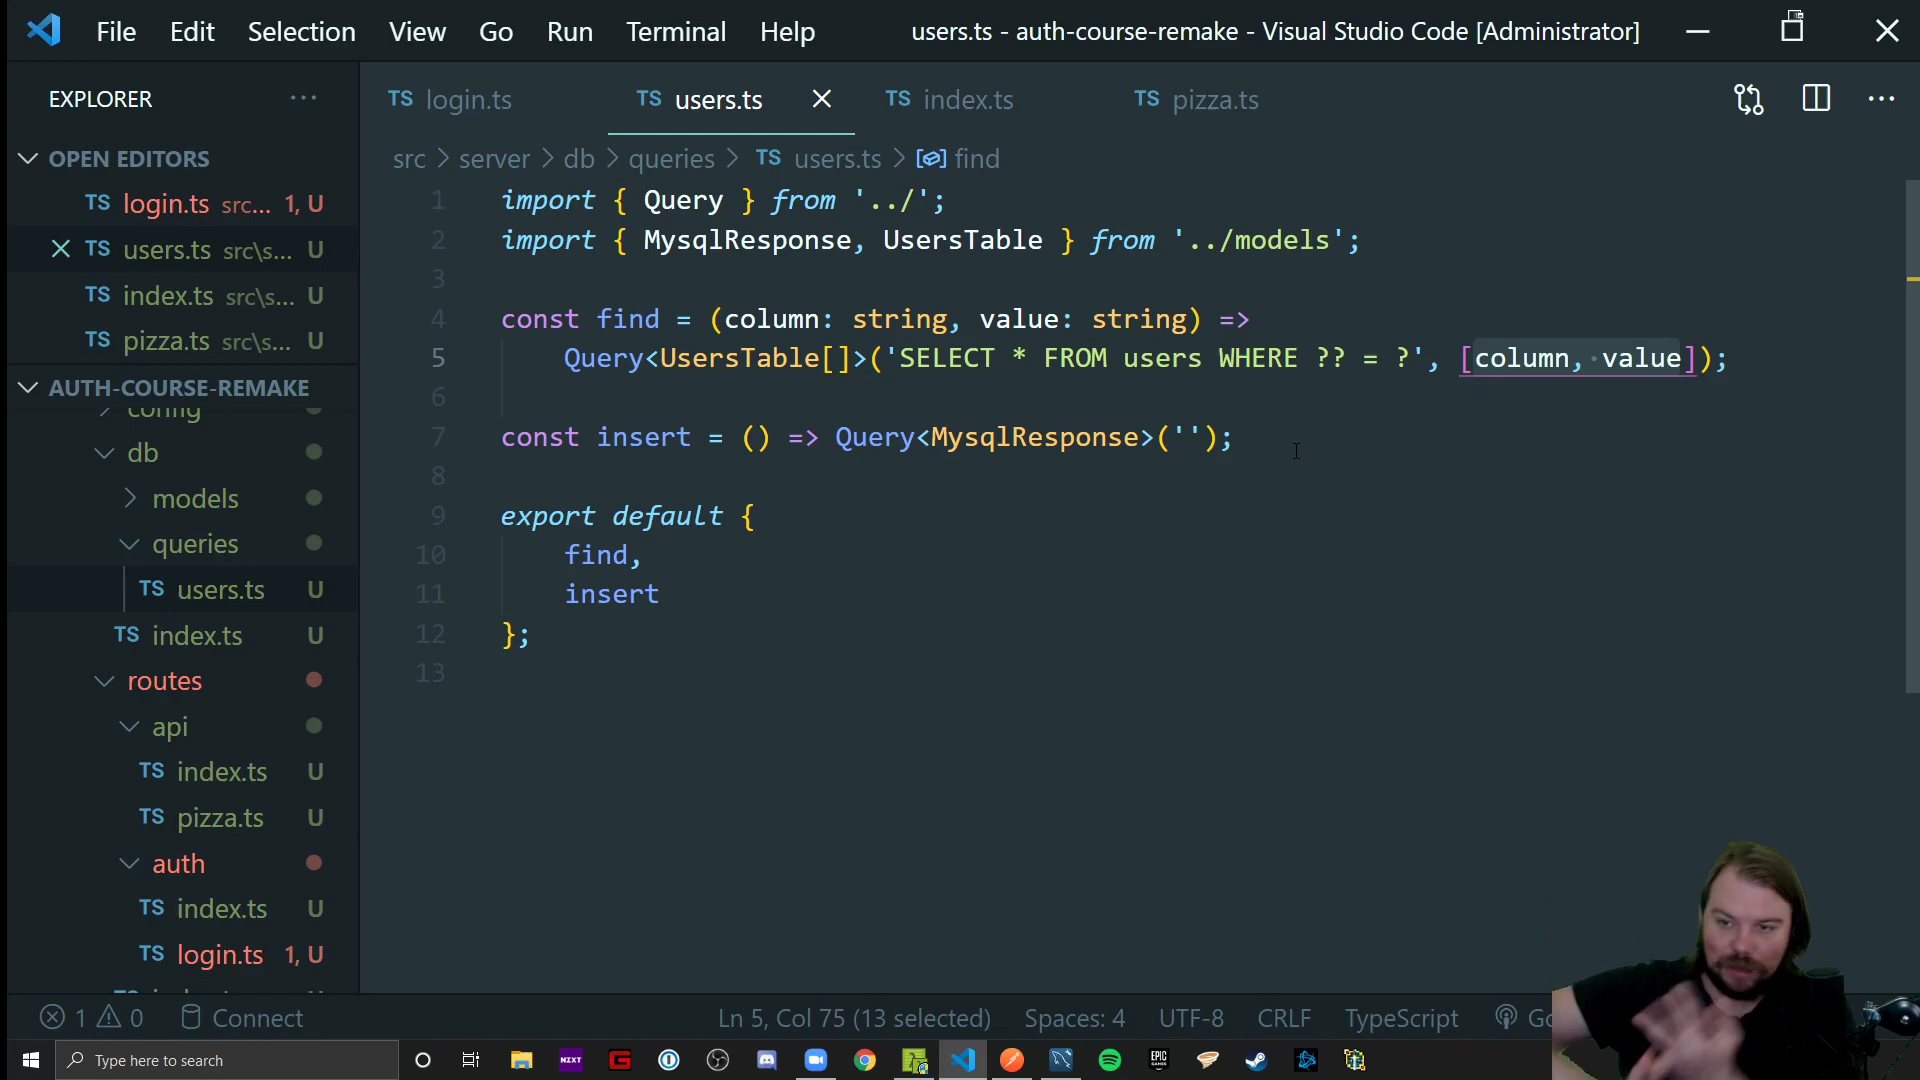 File Edit Selection View Go Run Terminal Help users.ts - auth-course-remake - Visual Studio Code [Administrator]
EXPLORER
OPEN EDITORS
TS login.ts src... 1, U
TS users.ts src\s... U
TS index.ts src\s... U
TS pizza.ts src\s... U
AUTH-COURSE-REMAKE
config
db
models
queries
TS users.ts U
TS index.ts U
routes
api
TS index.ts U
TS pizza.ts U
auth
TS index.ts U
TS login.ts 1, U
TS login.ts TS users.ts TS index.ts TS pizza.ts
src > server > db > queries > TS users.ts > find
1 import { Query } from '../';
2 import { MysqlResponse, UsersTable } from '../models';
3
4 const find = (column: string, value: string) =>
5 Query<UsersTable[]>('SELECT * FROM users WHERE ?? = ?', [column, value]);
6
7 const insert = () => Query<MysqlResponse>('');
8
9 export default {
10 find,
11 insert
12 };
13
1 0 Connect Ln 5, Col 75 (13 selected) Spaces: 4 UTF-8 CRLF TypeScript
Type here to search NZXT EPIC GAMES